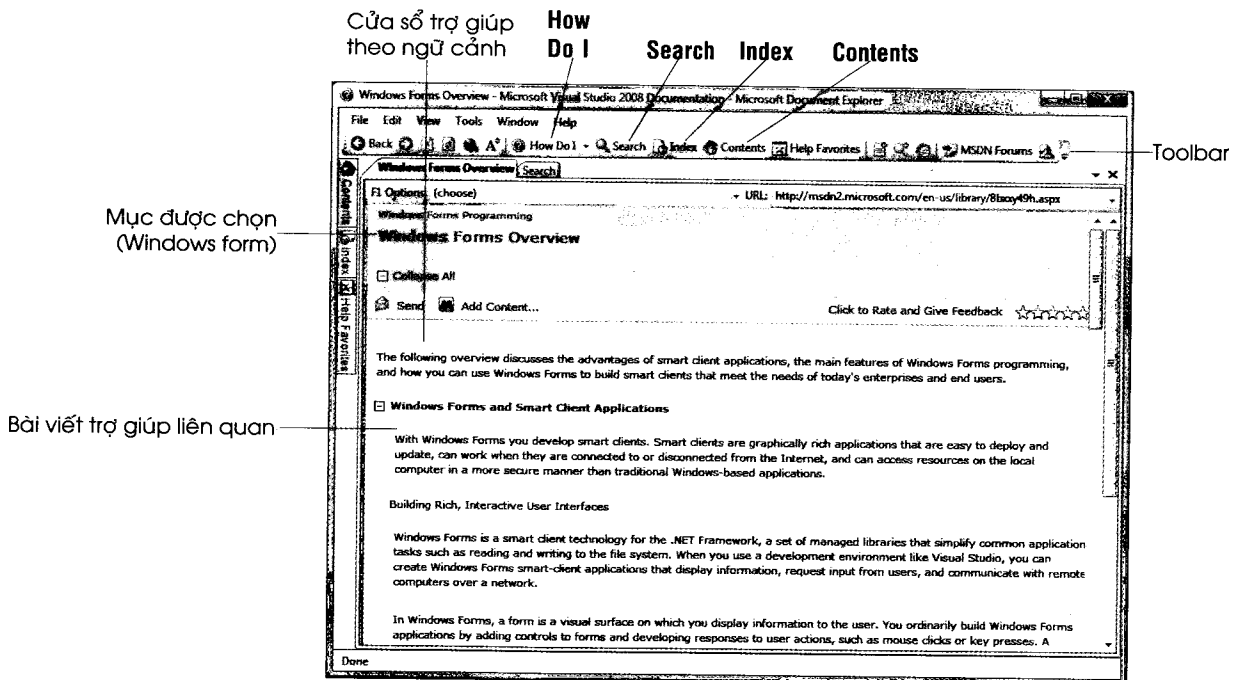 Cửa sổ trợ giúp
theo ngữ cảnh
How
Do I
Search
Index
Contents
Windows Forms Overview - Microsoft Visual Studio 2008 Documentation - Microsoft Document Explorer
File Edit View Tools Window Help
Back How Do I Search Index Contents Help Favorites MSDN Forums
Toolbar
Contents
Index
Help Favorites
Windows Forms Overview Search
F1 Options: (choose) URL: http://msdn2.microsoft.com/en-us/library/8bxxy49h.aspx
Windows Forms Programming
Mục được chọn
(Windows form)
Windows Forms Overview
Collapse All
Send Add Content... Click to Rate and Give Feedback
The following overview discusses the advantages of smart client applications, the main features of Windows Forms programming,
and how you can use Windows Forms to build smart clients that meet the needs of today's enterprises and end users.
Windows Forms and Smart Client Applications
Bài viết trợ giúp liên quan
With Windows Forms you develop smart clients. Smart clients are graphically rich applications that are easy to deploy and
update, can work when they are connected to or disconnected from the Internet, and can access resources on the local
computer in a more secure manner than traditional Windows-based applications.
Building Rich, Interactive User Interfaces
Windows Forms is a smart client technology for the .NET Framework, a set of managed libraries that simplify common application
tasks such as reading and writing to the file system. When you use a development environment like Visual Studio, you can
create Windows Forms smart-client applications that display information, request input from users, and communicate with remote
computers over a network.
In Windows Forms, a form is a visual surface on which you display information to the user. You ordinarily build Windows Forms
applications by adding controls to forms and developing responses to user actions, such as mouse clicks or key presses. A
Done